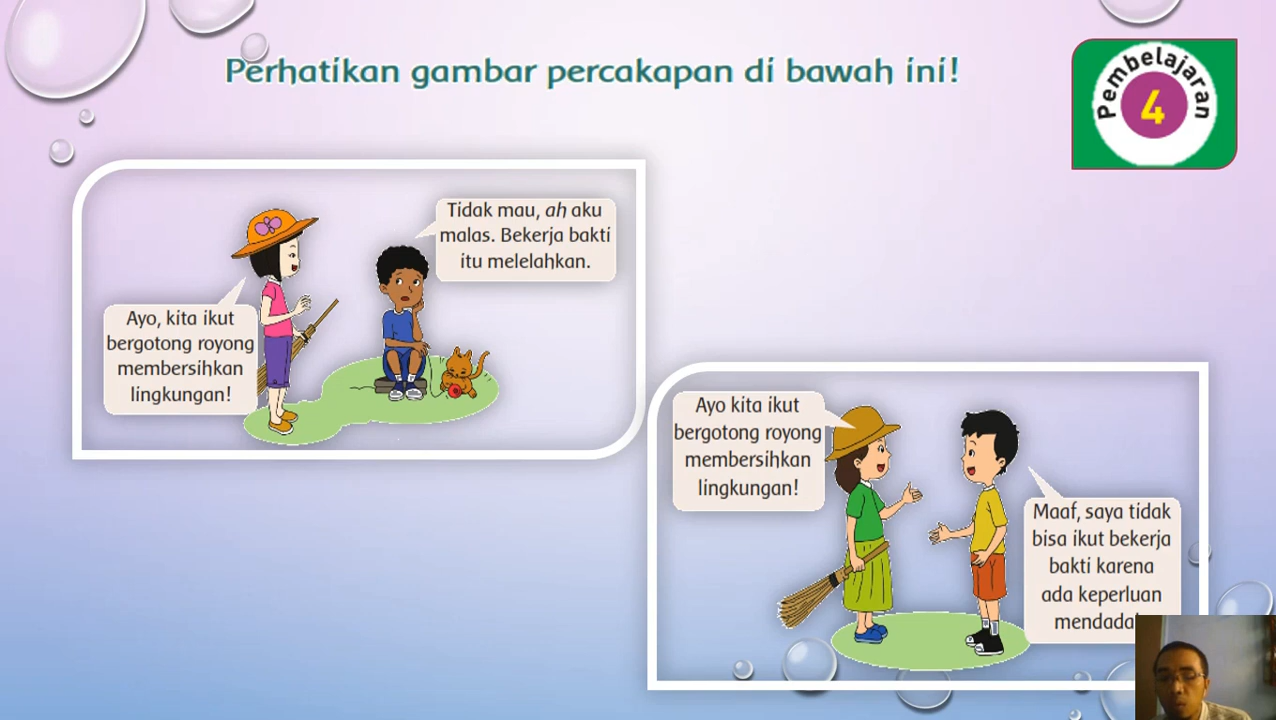 Perhatikan gambar percakapan di bawah ini!
Pembelajaran
4
Tidak mau, ah aku
malas. Bekerja bakti
itu melelahkan.
Ayo, kita ikut
bergotong royong
membersihkan
lingkungan!
Ayo kita ikut
bergotong royong
membersihkan
lingkungan!
Maaf, saya tidak
bisa ikut bekerja
bakti karena
ada keperluan